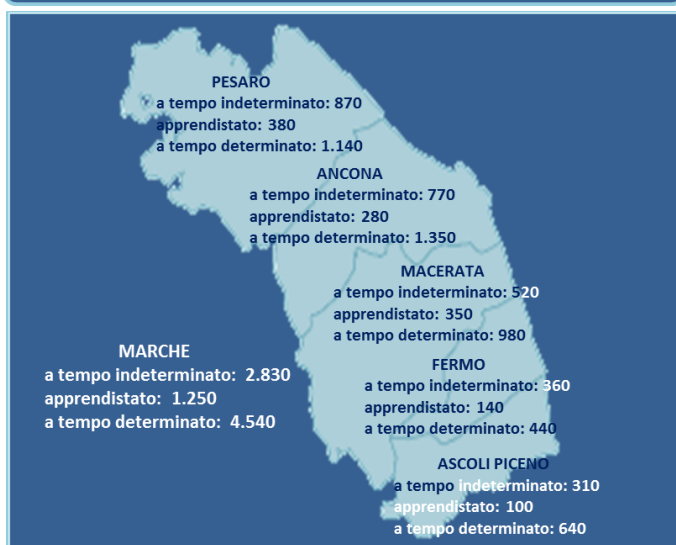 PESARO
a tempo indeterminato: 870
apprendistato: 380
a tempo determinato: 1.140
ANCONA
a tempo indeterminato: 770
apprendistato: 280
a tempo determinato: 1.350
MACERATA
a tempo indeterminato: 520
apprendistato: 350
a tempo determinato: 980
MARCHE
a tempo indeterminato: 2.830
apprendistato: 1.250
a tempo determinato: 4.540
FERMO
a tempo indeterminato: 360
apprendistato: 140
a tempo determinato: 440
ASCOLI PICENO
a tempo indeterminato: 310
apprendistato: 100
a tempo determinato: 640